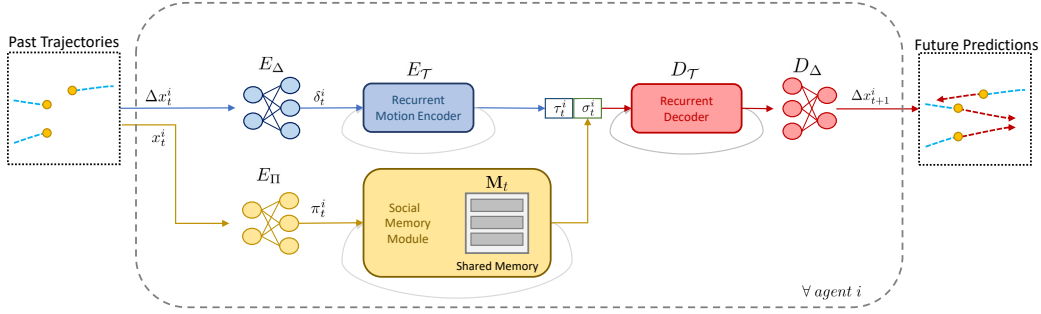 Past Trajectories
Δx_t^i
x_t^i
E_Δ
δ_t^i
E_𝒯
Recurrent
Motion Encoder
τ_t^i
σ_t^i
D_𝒯
Recurrent
Decoder
D_Δ
Δx_{t+1}^i
Future Predictions
E_Π
π_t^i
Social
Memory
Module
M_t
Shared Memory
∀ agent i